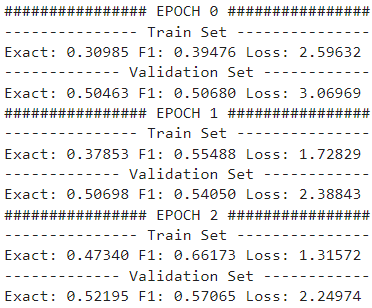 ################ EPOCH 0 ################
--------------- Train Set ---------------
Exact: 0.30985 F1: 0.39476 Loss: 2.59632
------------- Validation Set ------------
Exact: 0.50463 F1: 0.50680 Loss: 3.06969
################ EPOCH 1 ################
--------------- Train Set ---------------
Exact: 0.37853 F1: 0.55488 Loss: 1.72829
------------- Validation Set ------------
Exact: 0.50698 F1: 0.54050 Loss: 2.38843
################ EPOCH 2 ################
--------------- Train Set ---------------
Exact: 0.47340 F1: 0.66173 Loss: 1.31572
------------- Validation Set ------------
Exact: 0.52195 F1: 0.57065 Loss: 2.24974